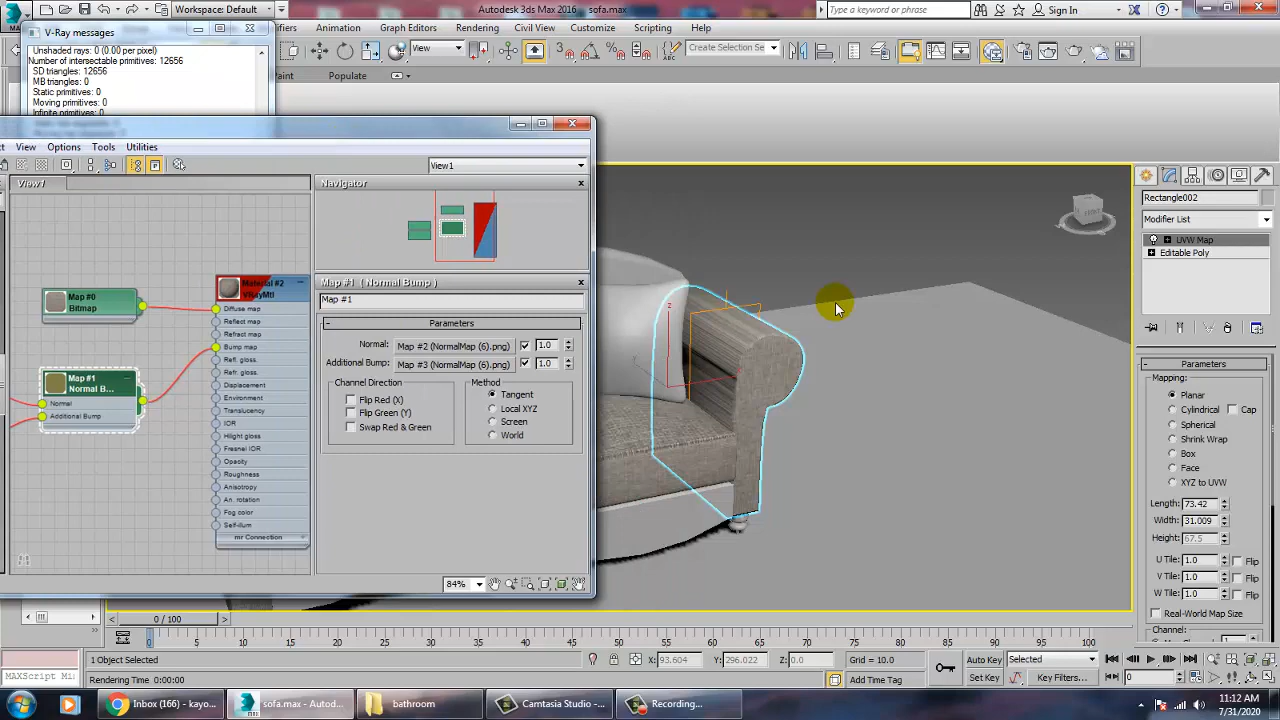 Workspace: Default
Autodesk 3ds Max 2016    sofa.max
Type a keyword or phrase
Sign In
V-Ray messages
Unshaded rays: 0 (0.00 per pixel)
Number of intersectable primitives: 12656
SD triangles: 12656
MB triangles: 0
Static primitives: 0
Moving primitives: 0
Infinite primitives: 0
Animation
Graph Editors
Rendering
Civil View
Customize
Scripting
Help
View
Create Selection Se
Paint
Populate
View
Options
Tools
Utilities
View1
View1
Navigator
Map #0
Bitmap
Map #1
Normal B...
Normal
Additional Bump
Material #2
VRayMtl
Diffuse map
Reflect map
Refract map
Bump map
Refl. gloss.
Refr. gloss.
Displacement
Environment
Translucency
IOR
Hilight gloss
Fresnel IOR
Opacity
Roughness
Anisotropy
An. rotation
Fog color
Self-illum
mr Connection
Map #1 ( Normal Bump )
Map #1
Parameters
Normal: Map #2 (NormalMap (6).png) 1.0
Additional Bump: Map #3 (NormalMap (6).png) 1.0
Channel Direction
Flip Red (X)
Flip Green (Y)
Swap Red & Green
Method
Tangent
Local XYZ
Screen
World
84%
Rectangle002
Modifier List
UVW Map
Editable Poly
Parameters
Mapping:
Planar
Cylindrical Cap
Spherical
Shrink Wrap
Box
Face
XYZ to UVW
Length: 73.42
Width: 31.009
Height: 67.5
U Tile: 1.0 Flip
V Tile: 1.0 Flip
W Tile: 1.0 Flip
Real-World Map Size
Channel:
0 / 100
0 5 10 15 20 25 30 35 40 45 50 55 60 65 70 75 80 85 90 95 100
1 Object Selected
X: 93.604
Y: 296.022
Z: 0.0
Grid = 10.0
Auto Key
Selected
MAXScript Mi
Rendering Time 0:00:00
Add Time Tag
Set Key
Key Filters...
0
Inbox (166) - kayo...
sofa.max - Autod...
bathroom
Camtasia Studio -...
Recording...
11:12 AM
7/31/2020